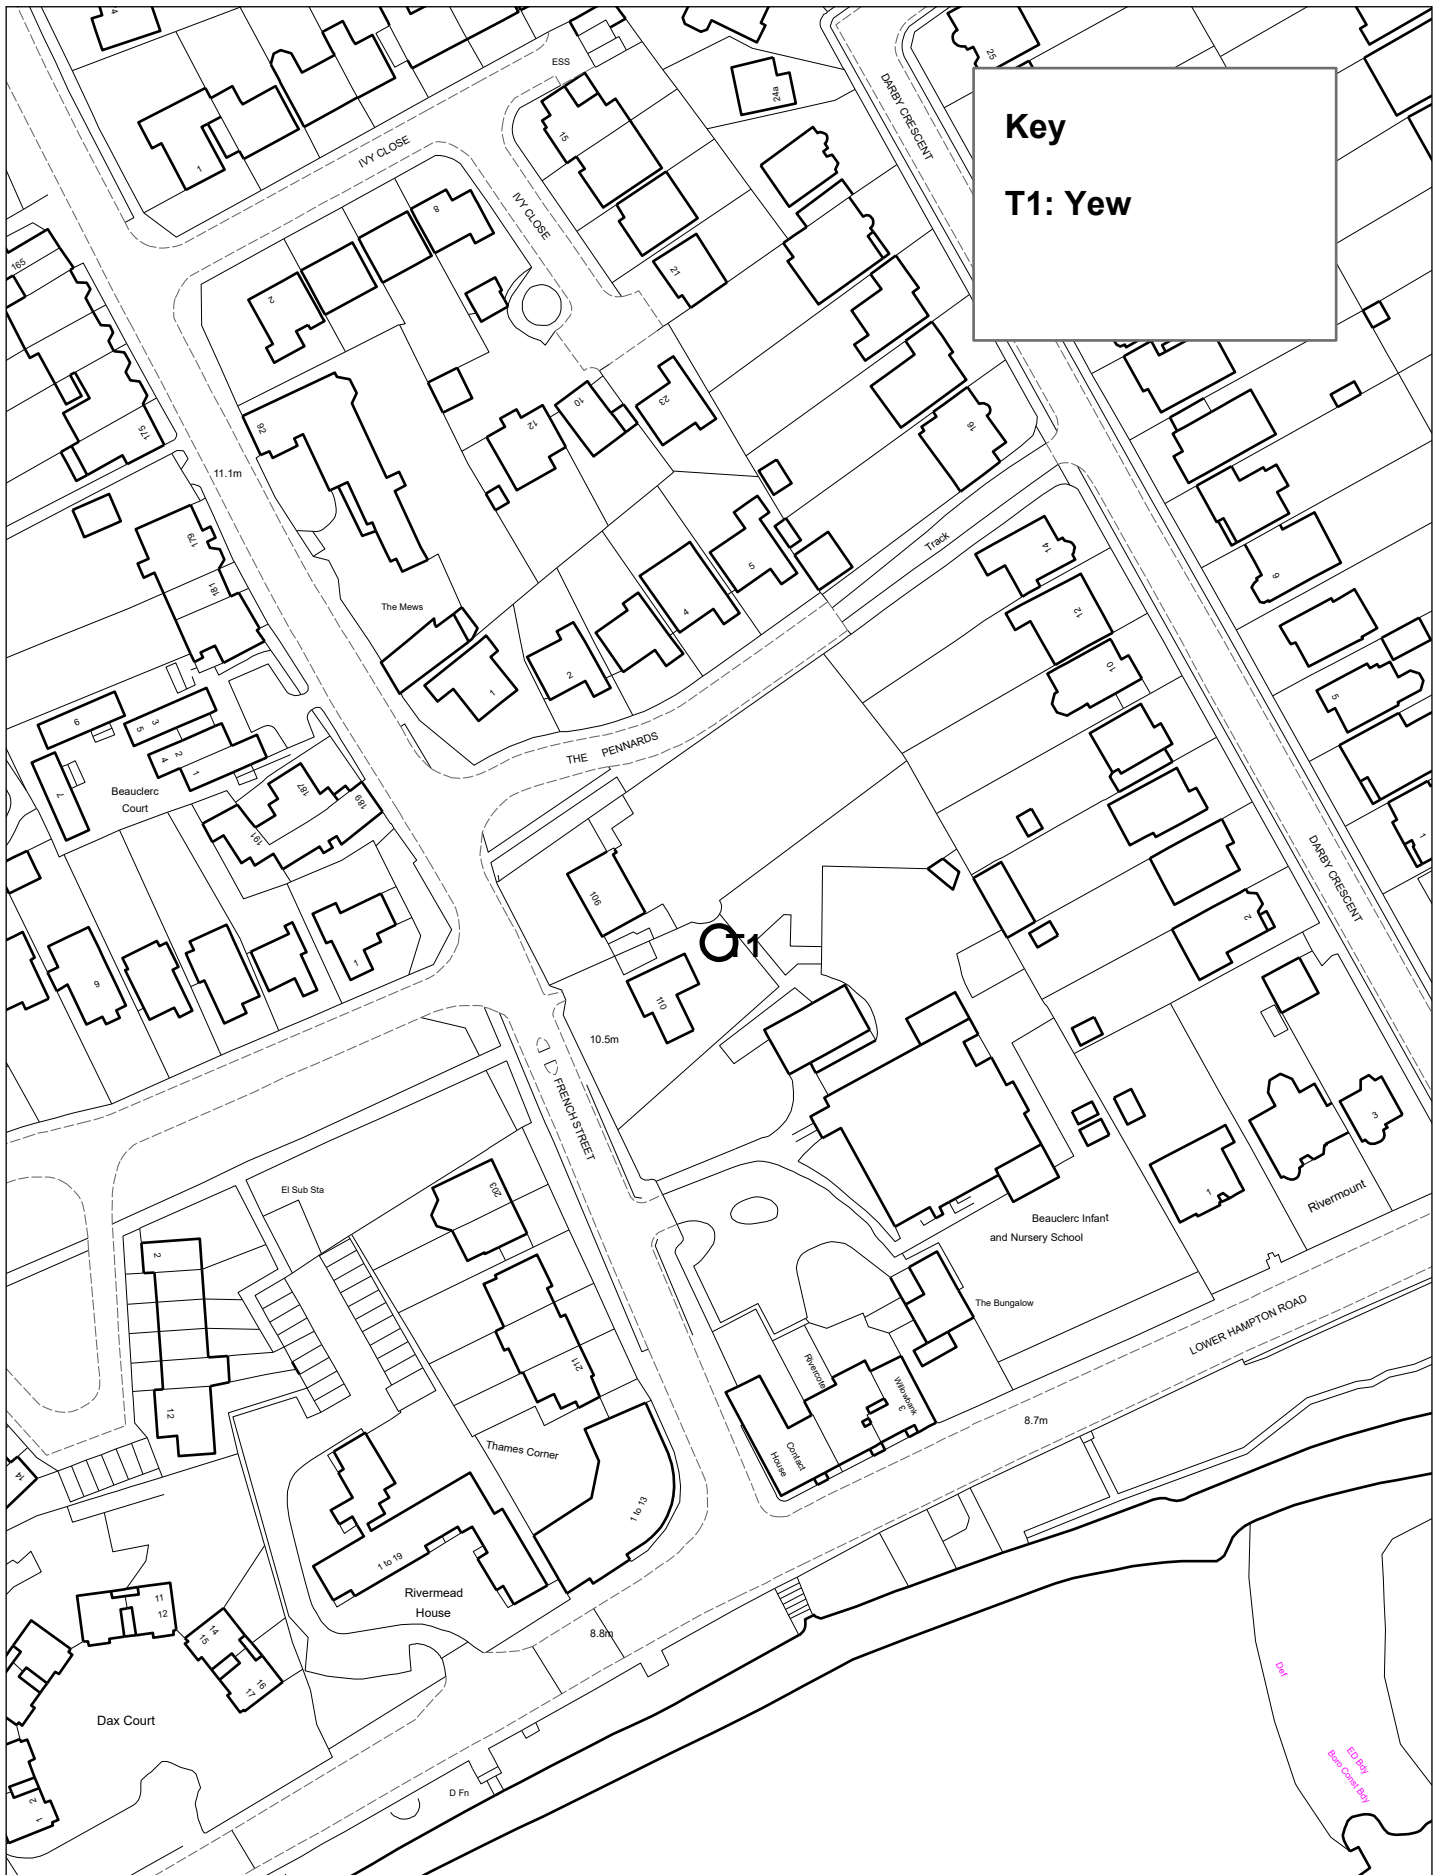 Key
T1: Yew
4
25
ESS
24a
DARBY CRESCENT
15
IVY CLOSE
1
IVY CLOSE
8
165
21
2
10
23
12
92
175
16
11.1m
179
Track
14
5
181
The Mews
4
12
9
1
2
10
5
6
3
5
2
4
1
THE PENNARDS
187
7
Beauclerc
Court
189
191
1
106
DARBY CRESCENT
2
T1
1
9
110
10.5m
FRENCH STREET
3
El Sub Sta
203
1
Rivermount
Beauclerc Infant
and Nursery School
2
The Bungalow
LOWER HAMPTON ROAD
211
Rivercote
Willowbank
3
12
8.7m
Thames Corner
Contact
House
14
1 to 13
1 to 19
Rivermead
House
11
12
14
15
8.8m
16
17
Def
Dax Court
ED Bdy
Boro Const Bdy
D Fn
2
1